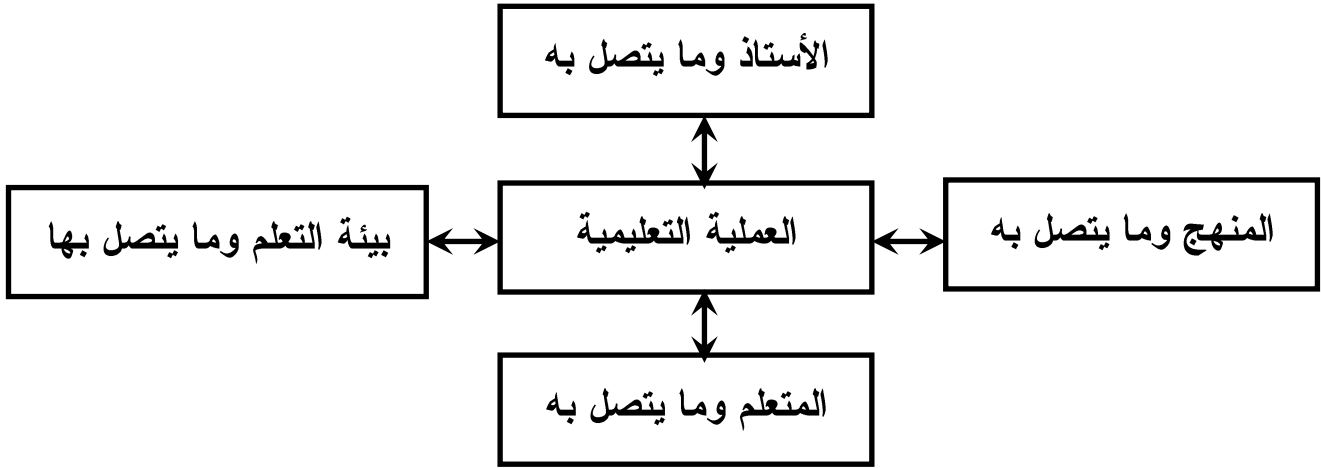 الأستاذ وما يتصل به
المنهج وما يتصل به
العملية التعليمية
بيئة التعلم وما يتصل بها
المتعلم وما يتصل به